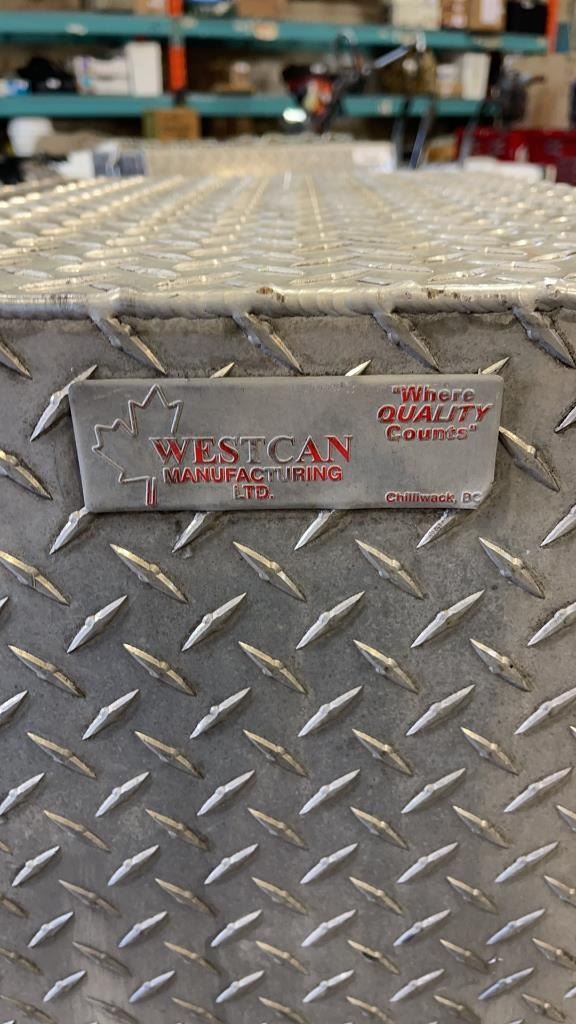 WESTCAN
MANUFACTURING
LTD.
"Where
QUALITY
Counts"
Chilliwack, BC